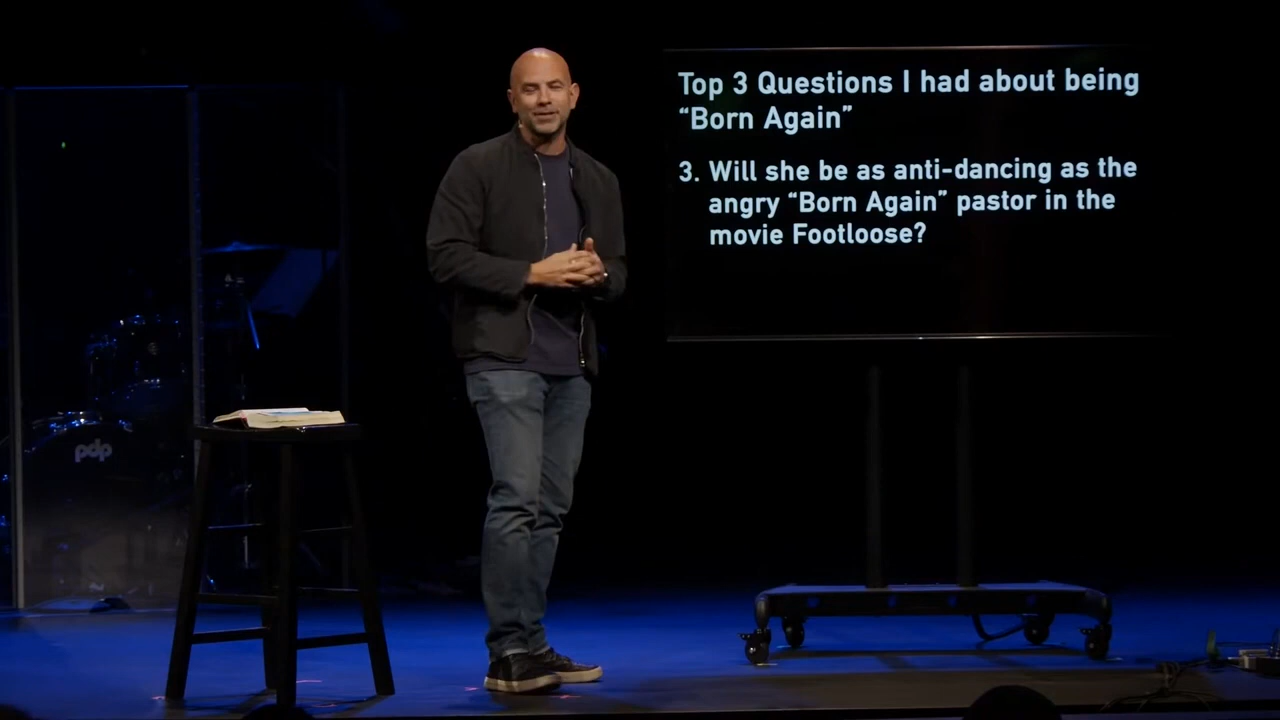 Top 3 Questions I had about being
“Born Again”
3. Will she be as anti-dancing as the
angry “Born Again” pastor in the
movie Footloose?
pdp